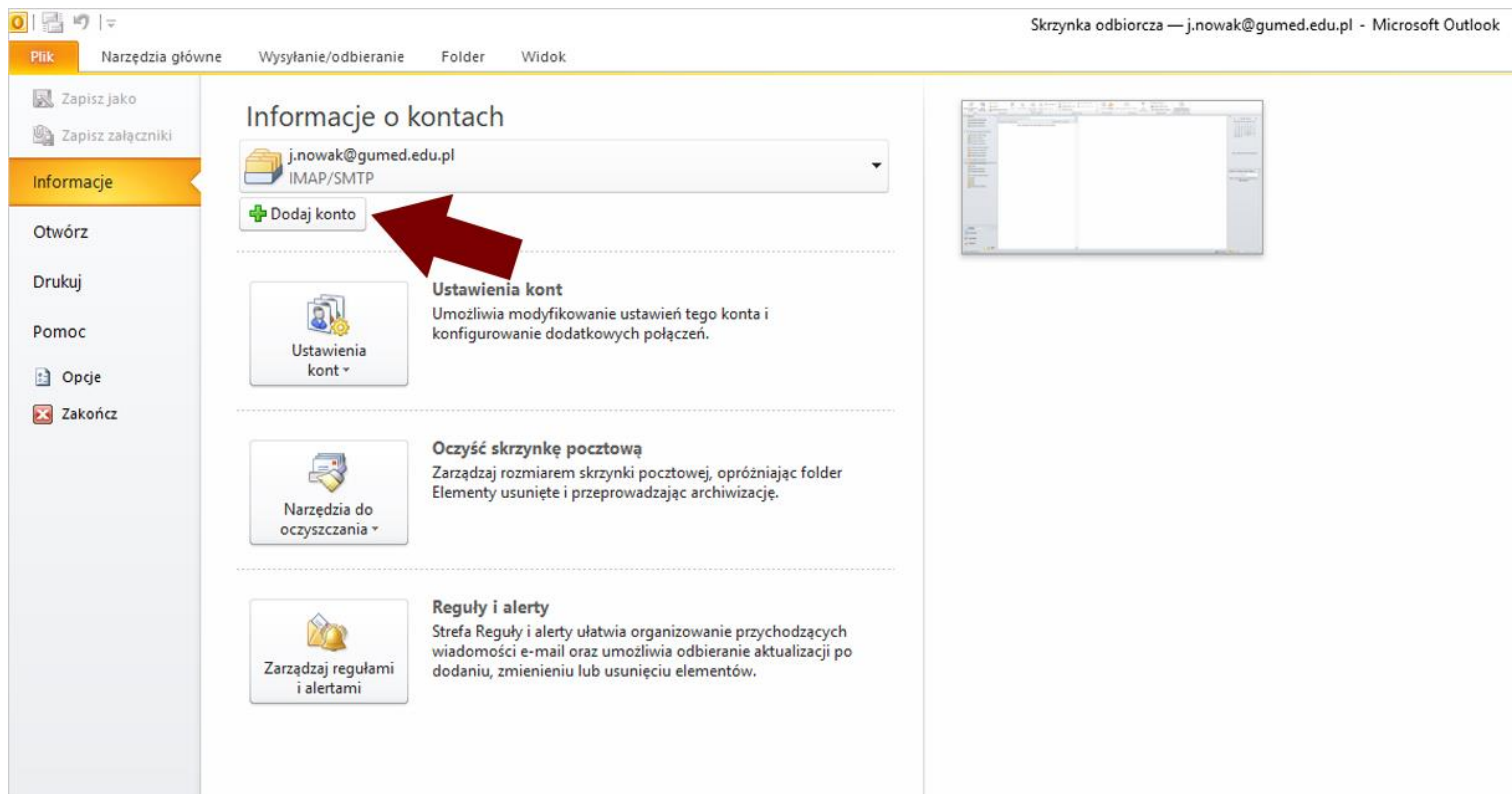 Skrzynka odbiorcza — j.nowak@gumed.edu.pl - Microsoft Outlook
Plik Narzędzia główne Wysyłanie/odbieranie Folder Widok
Zapisz jako
Zapisz załączniki
Informacje
Otwórz
Drukuj
Pomoc
Opcje
Zakończ
Informacje o kontach
j.nowak@gumed.edu.pl
IMAP/SMTP
Dodaj konto
Ustawienia
kont
Ustawienia kont
Umożliwia modyfikowanie ustawień tego konta i
konfigurowanie dodatkowych połączeń.
Narzędzia do
oczyszczania
Oczyść skrzynkę pocztową
Zarządzaj rozmiarem skrzynki pocztowej, opróżniając folder
Elementy usunięte i przeprowadzając archiwizację.
Zarządzaj regułami
i alertami
Reguły i alerty
Strefa Reguły i alerty ułatwia organizowanie przychodzących
wiadomości e-mail oraz umożliwia odbieranie aktualizacji po
dodaniu, zmienieniu lub usunięciu elementów.